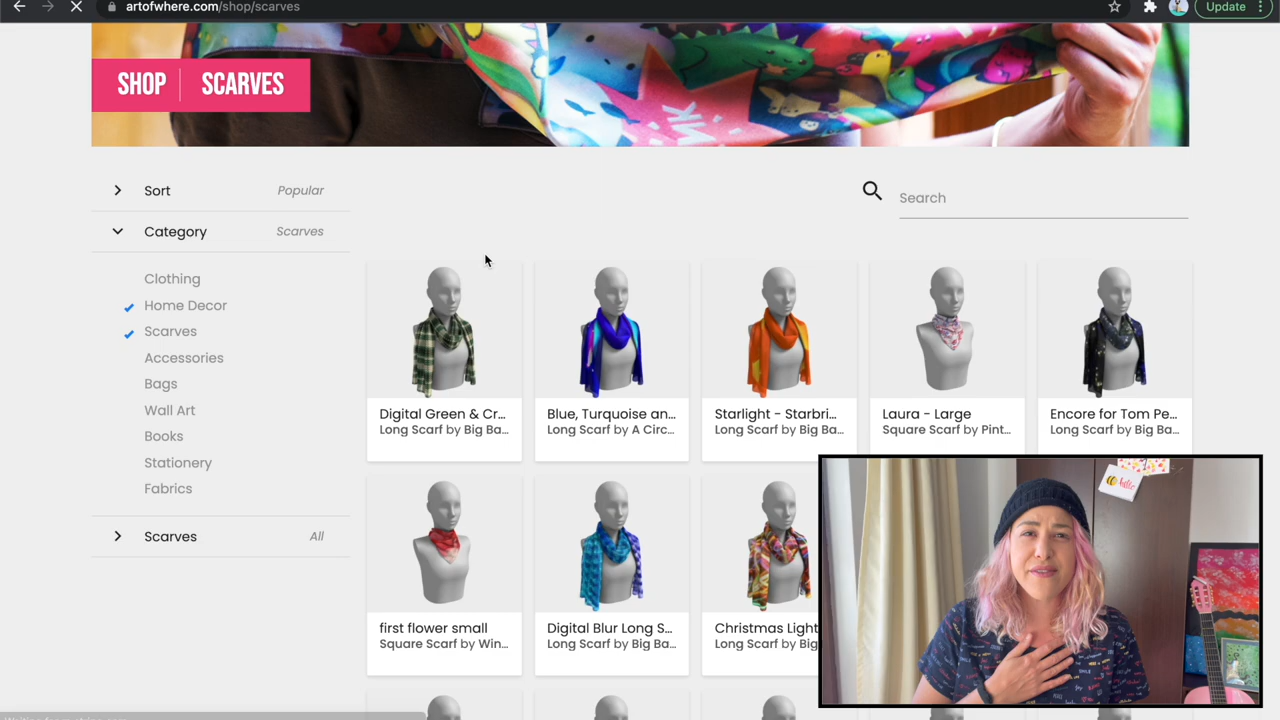 artofwhere.com/shop/scarves
Update
SHOP SCARVES
Sort Popular
Search
Category Scarves
Clothing
Home Decor
Scarves
Accessories
Bags
Wall Art
Books
Stationery
Fabrics
Scarves All
Digital Green & Cr...
Long Scarf by Big Ba...
Blue, Turquoise an...
Long Scarf by A Circ...
Starlight - Starbri...
Long Scarf by Big Ba...
Laura - Large
Square Scarf by Pint...
Encore for Tom Pe...
Long Scarf by Big Ba...
first flower small
Square Scarf by Win...
Digital Blur Long S...
Long Scarf by Big Ba...
Christmas Light
Long Scarf by Big
hello